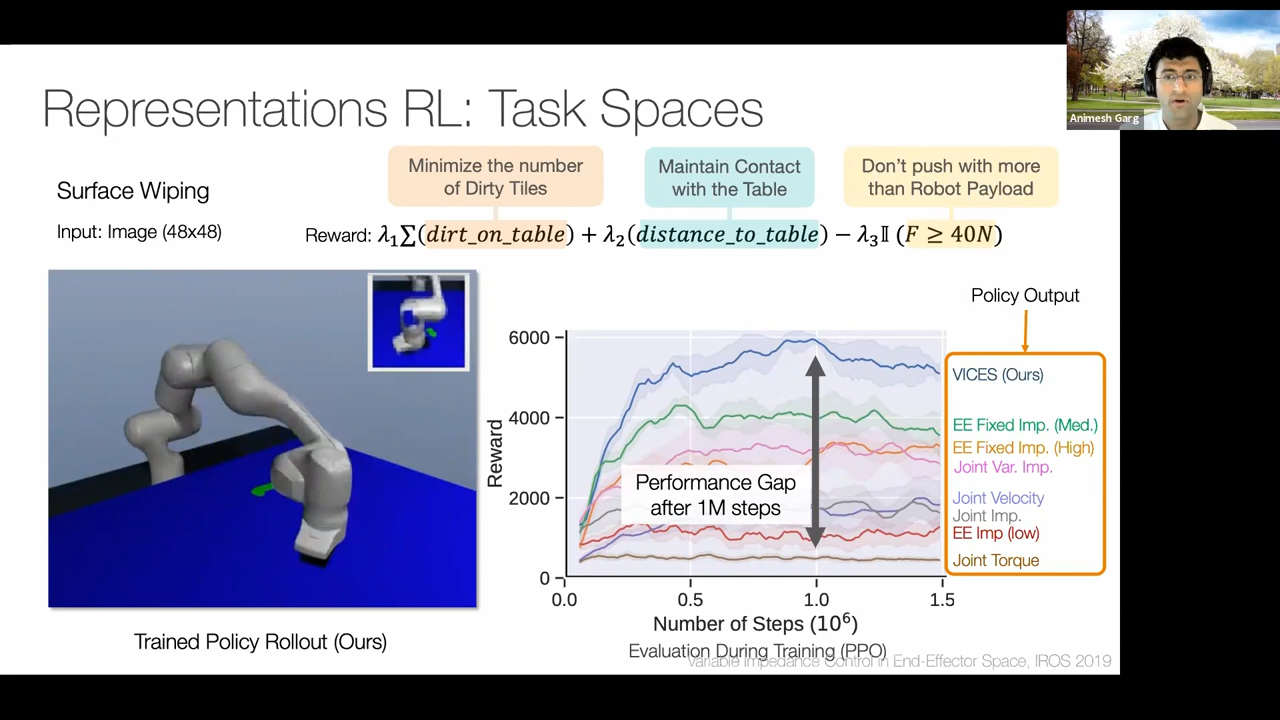 Representations RL: Task Spaces
Animesh Garg
Surface Wiping
Input: Image (48x48)
Minimize the number
of Dirty Tiles
Maintain Contact
with the Table
Don't push with more
than Robot Payload
Reward: λ₁∑(dirt_on_table) + λ₂(distance_to_table) − λ₃𝕀 (F ≥ 40N)
Policy Output
VICES (Ours)
EE Fixed Imp. (Med.)
EE Fixed Imp. (High)
Joint Var. Imp.
Joint Velocity
Joint Imp.
EE Imp (low)
Joint Torque
Reward
6000
4000
2000
0
Performance Gap
after 1M steps
0.0 0.5 1.0 1.5
Number of Steps (10⁶)
Evaluation During Training (PPO)
Trained Policy Rollout (Ours)
Variable Impedance Control in End-Effector Space, IROS 2019